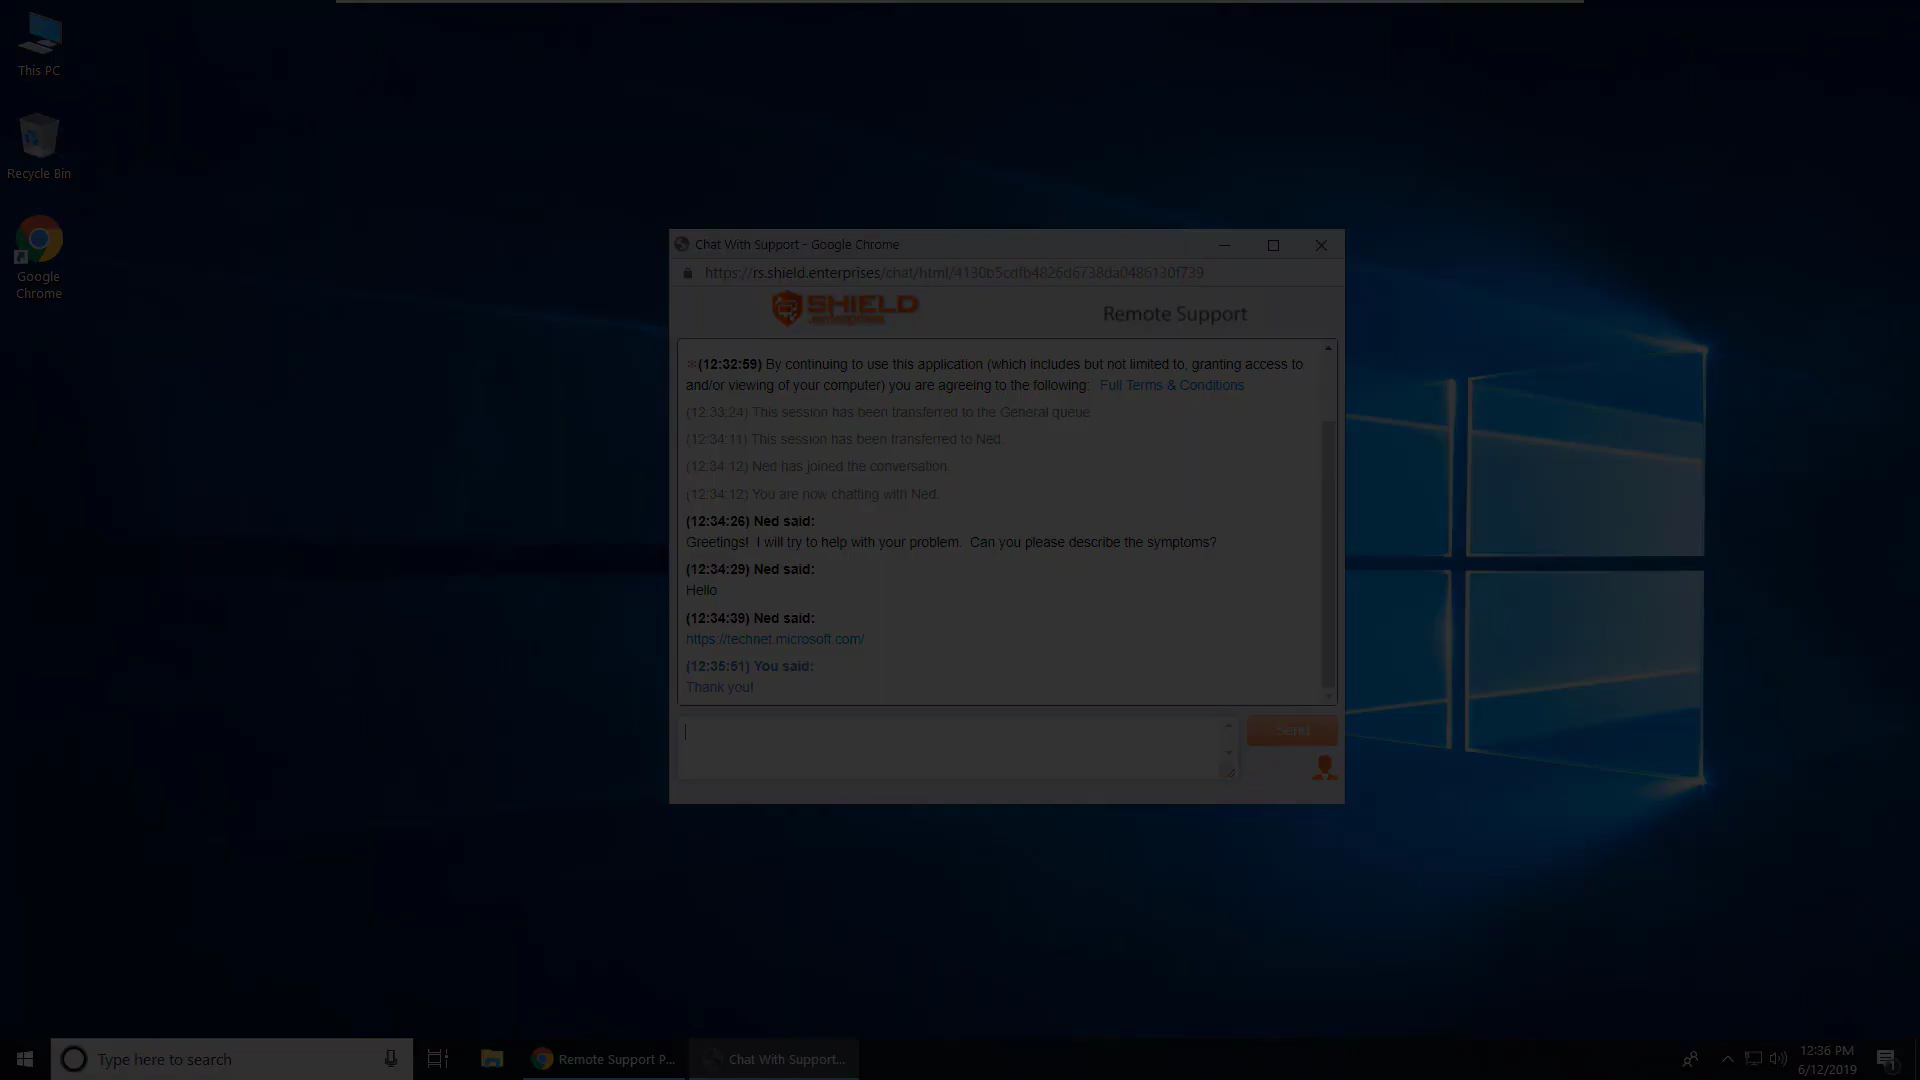 This PC
Recycle Bin
Google
Chrome
Chat With Support - Google Chrome
https://rs.shield.enterprises/chat/html/4130b5cdfb4826d6738da0486130f739
SHIELD
.enterprises
Remote Support
(12:32:59) By continuing to use this application (which includes but not limited to, granting access to
and/or viewing of your computer) you are agreeing to the following: Full Terms & Conditions
(12:33:24) This session has been transferred to the General queue
(12:34:11) This session has been transferred to Ned.
(12:34:12) Ned has joined the conversation.
(12:34:12) You are now chatting with Ned.
(12:34:26) Ned said:
Greetings! I will try to help with your problem. Can you please describe the symptoms?
(12:34:29) Ned said:
Hello
(12:34:39) Ned said:
https://technet.microsoft.com/
(12:35:51) You said:
Thank you!
Send
Type here to search
Remote Support P...
Chat With Support...
12:36 PM
6/12/2019
1